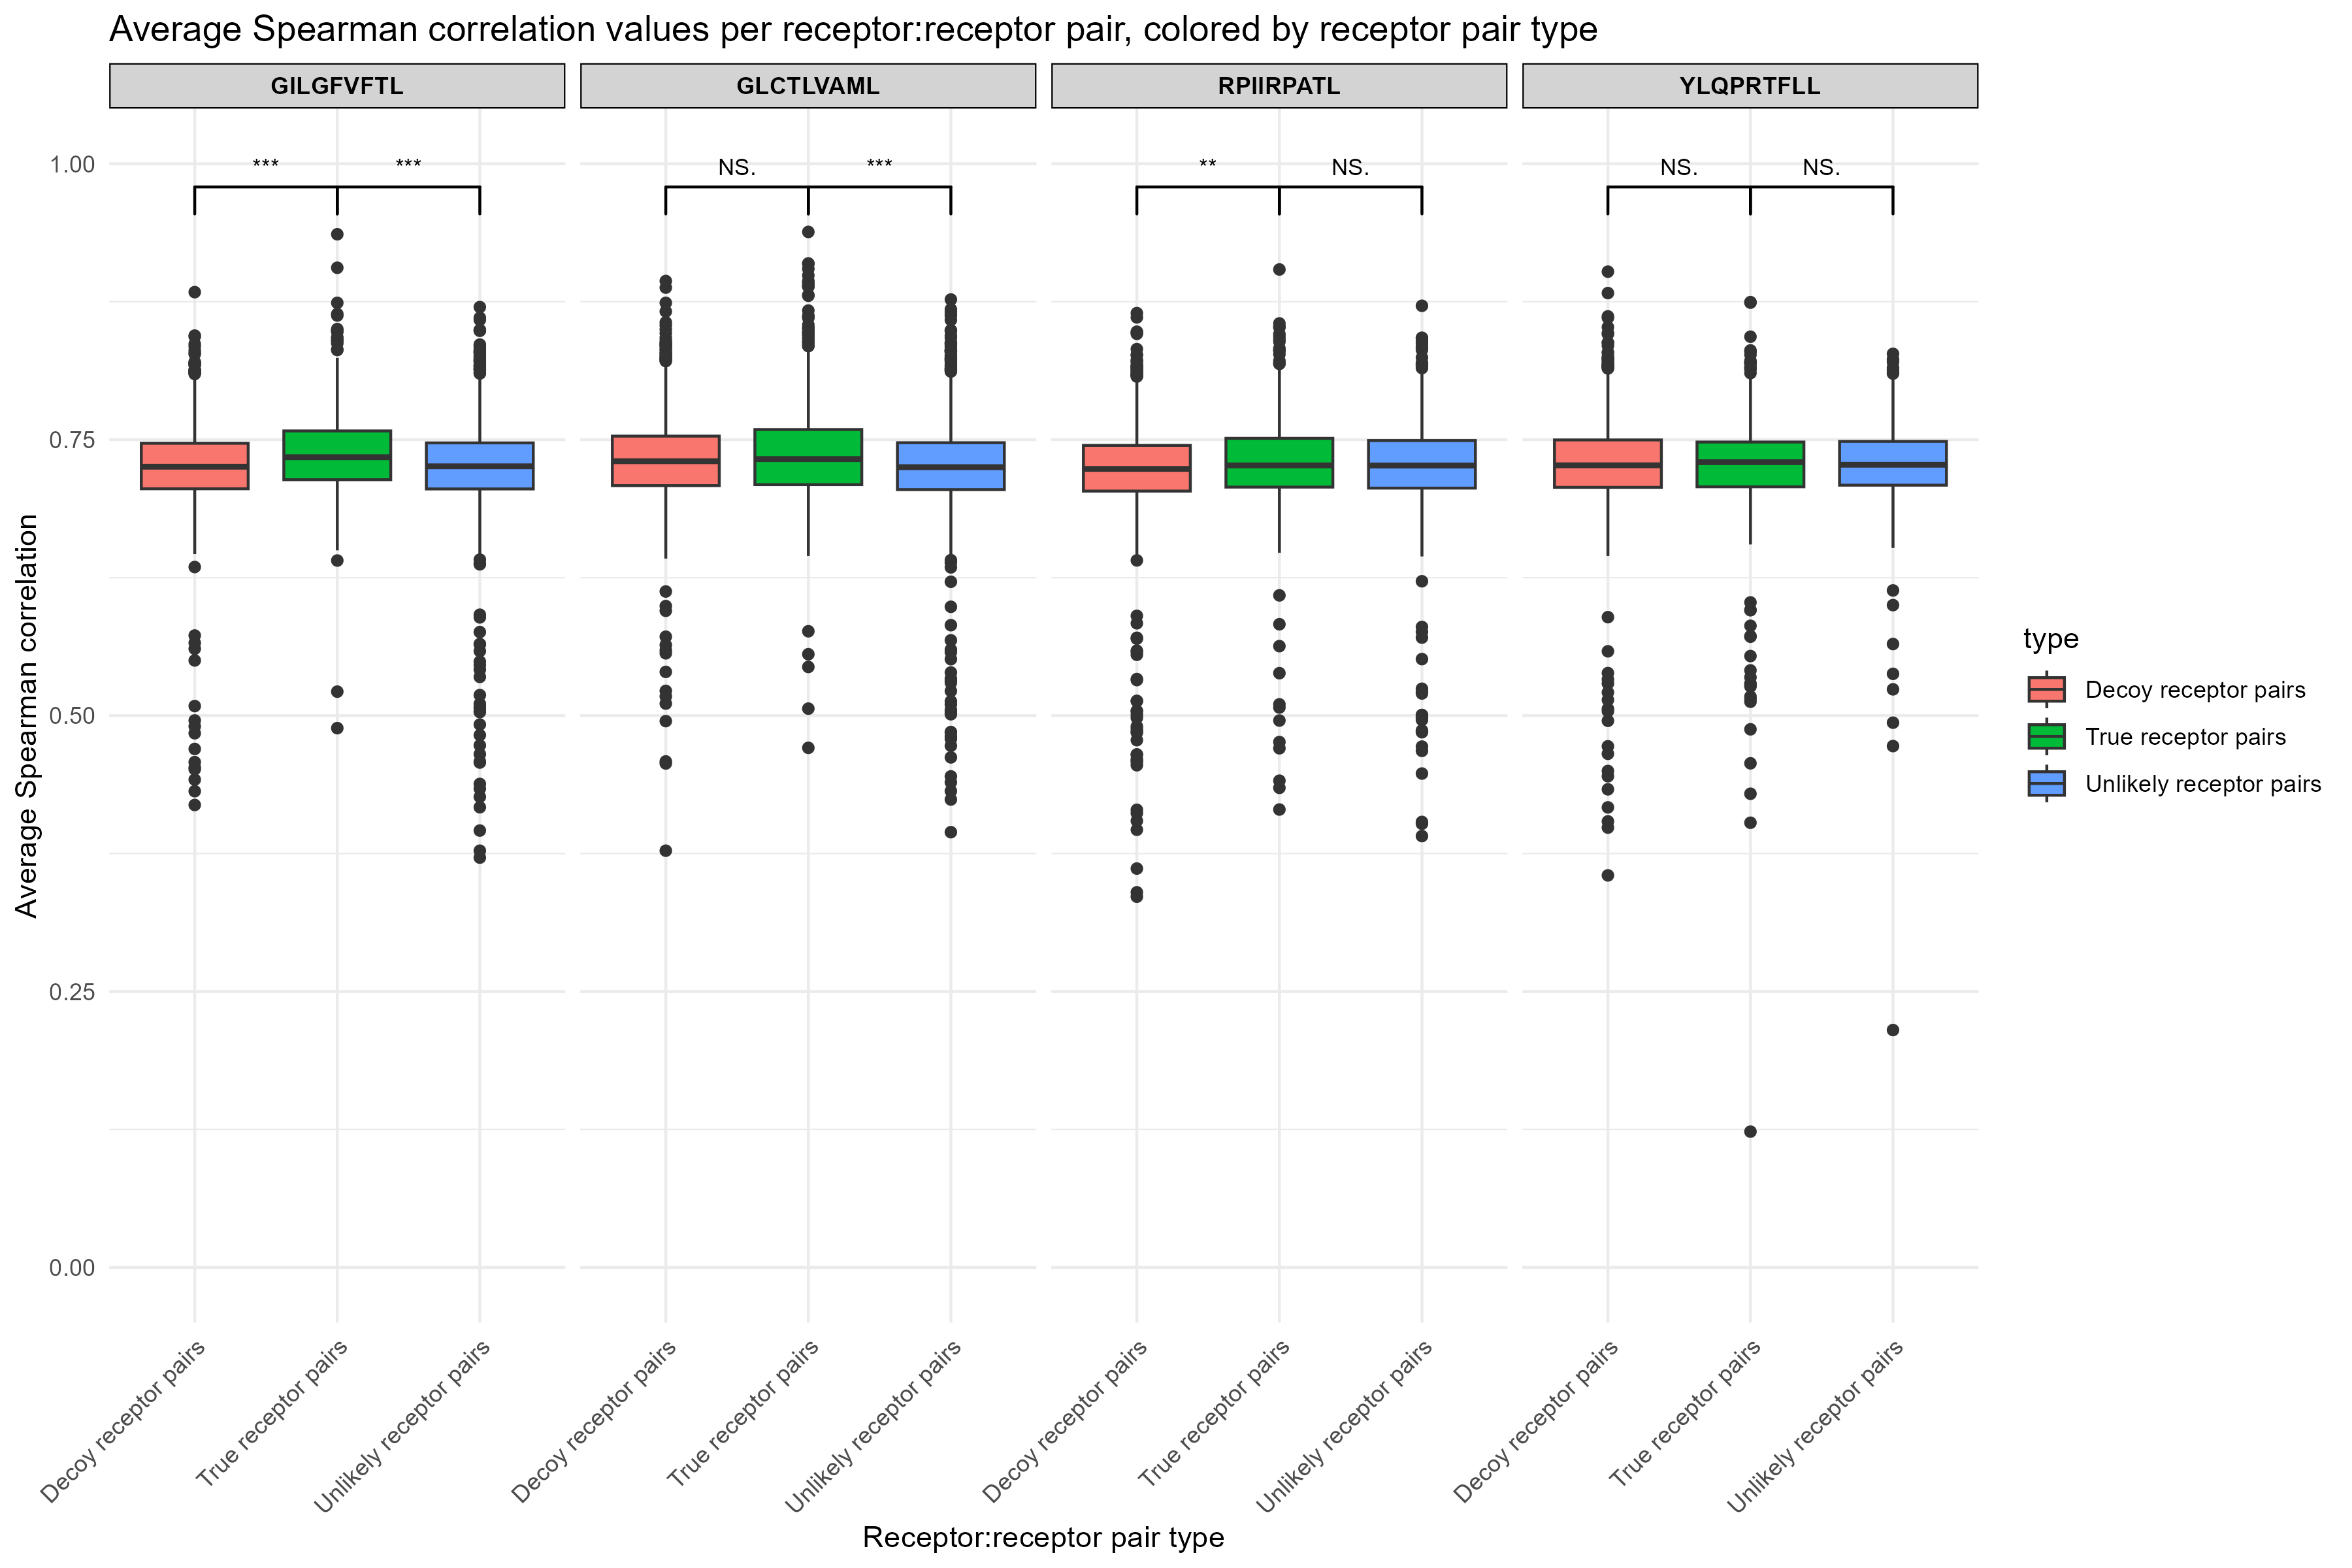 Average Spearman correlation values per receptor:receptor pair, colored by receptor pair type
GILGFVFTL
GLCTLVAML
RPIIRPATL
YLQPRTFLL
*** ***
NS. ***
** NS.
NS. NS.
1.00
0.75
0.50
0.25
0.00
Average Spearman correlation
Decoy receptor pairs
True receptor pairs
Unlikely receptor pairs
Decoy receptor pairs
True receptor pairs
Unlikely receptor pairs
Decoy receptor pairs
True receptor pairs
Unlikely receptor pairs
Decoy receptor pairs
True receptor pairs
Unlikely receptor pairs
Receptor:receptor pair type
type
Decoy receptor pairs
True receptor pairs
Unlikely receptor pairs